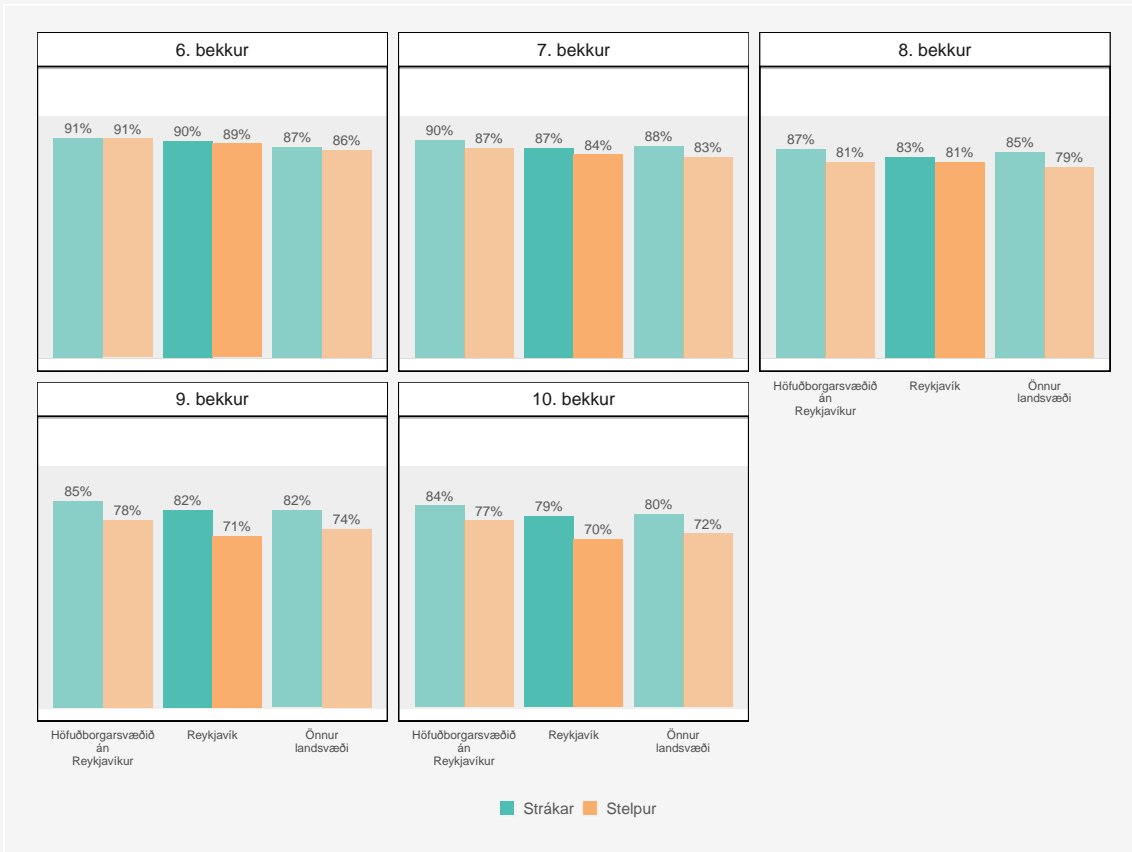 6. bekkur
7. bekkur
8. bekkur
91% 91% 90% 89% 87% 86%
90% 87% 87% 84% 88% 83%
87% 81% 83% 81% 85% 79%
Höfuðborgarsvæðið
án
Reykjavíkur
Reykjavík
Önnur
landsvæði
9. bekkur
10. bekkur
85% 78% 82% 71% 82% 74%
84% 77% 79% 70% 80% 72%
Höfuðborgarsvæðið
án
Reykjavíkur
Reykjavík
Önnur
landsvæði
Höfuðborgarsvæðið
án
Reykjavíkur
Reykjavík
Önnur
landsvæði
Strákar Stelpur